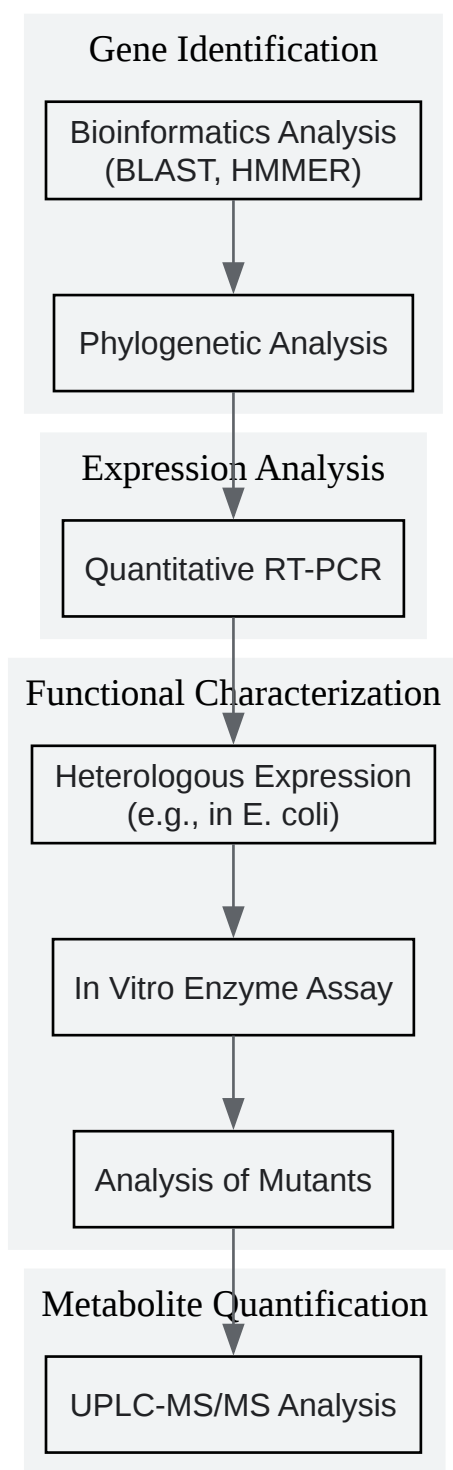 Gene Identification
Bioinformatics Analysis
(BLAST, HMMER)
Phylogenetic Analysis
Expression Analysis
Quantitative RT-PCR
Functional Characterization
Heterologous Expression
(e.g., in E. coli)
In Vitro Enzyme Assay
Analysis of Mutants
Metabolite Quantification
UPLC-MS/MS Analysis